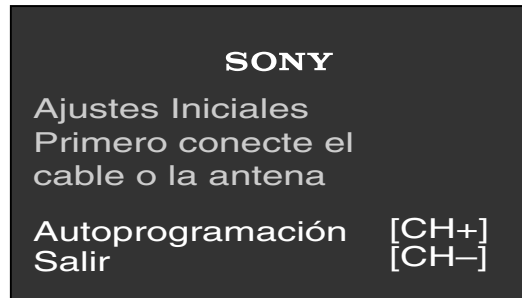 SONY
Ajustes Iniciales
Primero conecte el
cable o la antena
Autoprogramación [CH+]
Salir [CH–]